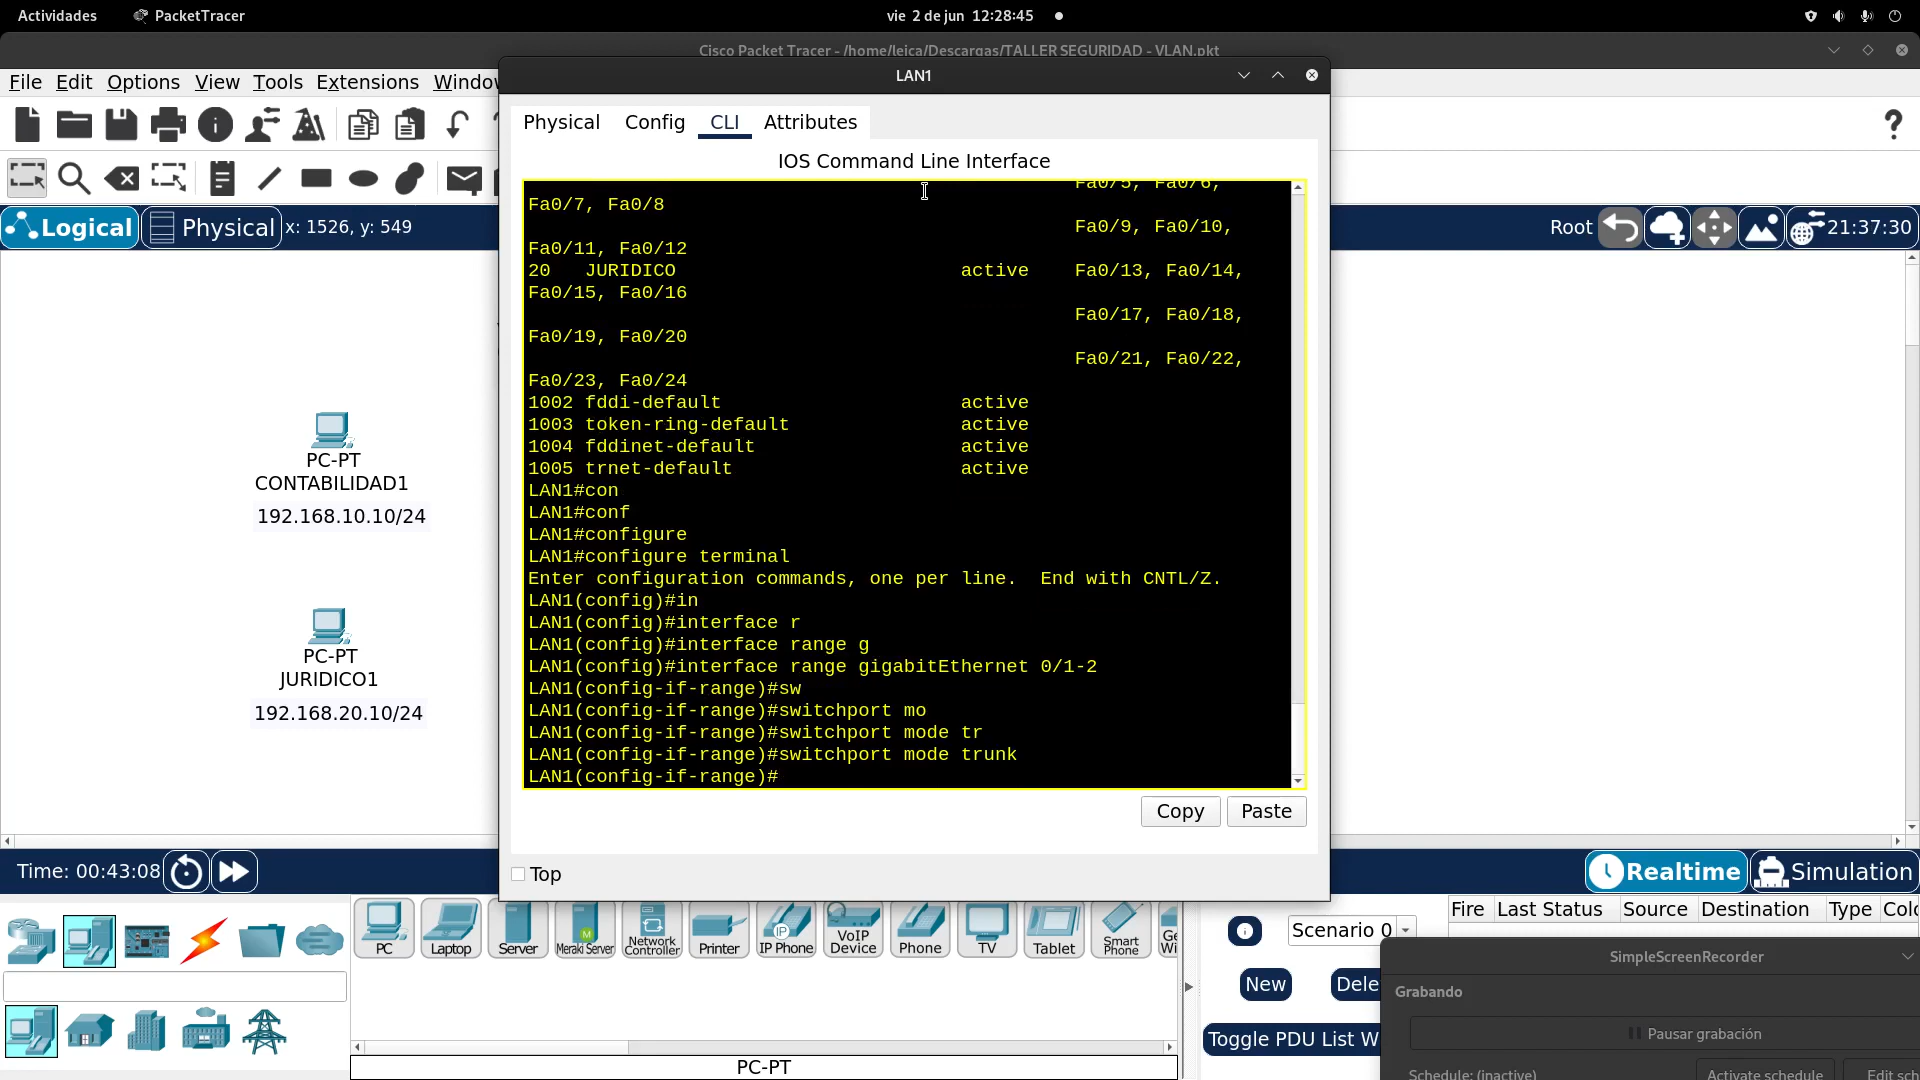 Actividades
PacketTracer
vie 2 de jun 12:28:45
Cisco Packet Tracer - /home/leica/Descargas/TALLER SEGURIDAD - VLAN.pkt
File Edit Options View Tools Extensions Windo
LAN1
Physical Config CLI Attributes
IOS Command Line Interface
Logical
Physical
x: 1526, y: 549
Root
21:37:30
Fa0/5, Fa0/6,
Fa0/7, Fa0/8
Fa0/9, Fa0/10,
Fa0/11, Fa0/12
20 JURIDICO active Fa0/13, Fa0/14,
Fa0/15, Fa0/16
Fa0/17, Fa0/18,
Fa0/19, Fa0/20
Fa0/21, Fa0/22,
Fa0/23, Fa0/24
1002 fddi-default active
1003 token-ring-default active
1004 fddinet-default active
1005 trnet-default active
LAN1#con
LAN1#conf
LAN1#configure
LAN1#configure terminal
Enter configuration commands, one per line. End with CNTL/Z.
LAN1(config)#in
LAN1(config)#interface r
LAN1(config)#interface range g
LAN1(config)#interface range gigabitEthernet 0/1-2
LAN1(config-if-range)#sw
LAN1(config-if-range)#switchport mo
LAN1(config-if-range)#switchport mode tr
LAN1(config-if-range)#switchport mode trunk
LAN1(config-if-range)#
Copy Paste
Top
PC-PT
CONTABILIDAD1
192.168.10.10/24
PC-PT
JURIDICO1
192.168.20.10/24
Time: 00:43:08
Realtime
Simulation
PC
Laptop
Server
Meraki Server
Network Controller
Printer
IP Phone
VoIP Device
Phone
TV
Tablet
Smart Phone
PC-PT
Scenario 0
New
Dele
Toggle PDU List W
Fire Last Status Source Destination Type Colo
SimpleScreenRecorder
Grabando
Pausar grabación
Schedule: (inactive)
Activate schedule
Edit sch